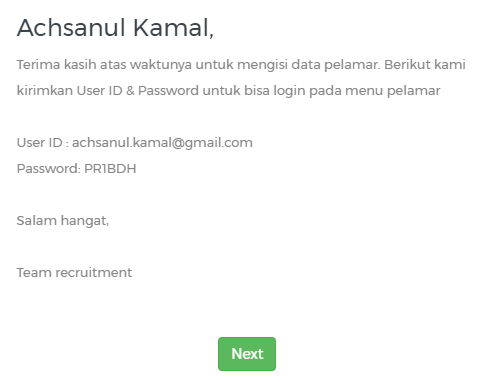 Achsanul Kamal,
Terima kasih atas waktunya untuk mengisi data pelamar. Berikut kami
kirimkan User ID & Password untuk bisa login pada menu pelamar
User ID : achsanul.kamal@gmail.com
Password: PR1BDH
Salam hangat,
Team recruitment
Next